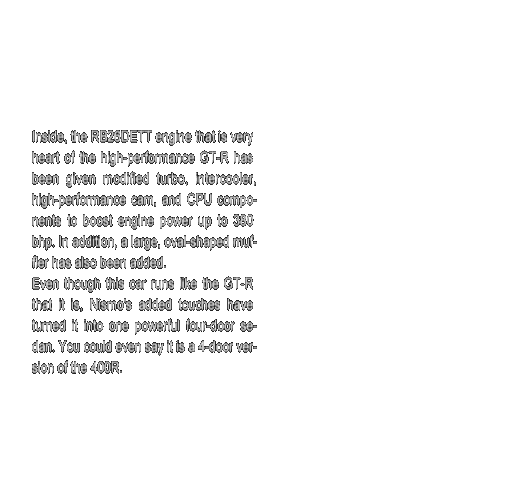 Inside, the RB26DETT engine that is very
heart of the high-performance GT-R has
been given modified turbo, intercooler,
high-performance cam, and CPU compo-
nents to boost engine power up to 380
bhp. In addition, a large, oval-shaped muf-
fler has also been added.
Even though this car runs like the GT-R
that it is, Nismo's added touches have
turned it into one powerful four-door se-
dan. You could even say it is a 4-door ver-
sion of the 400R.